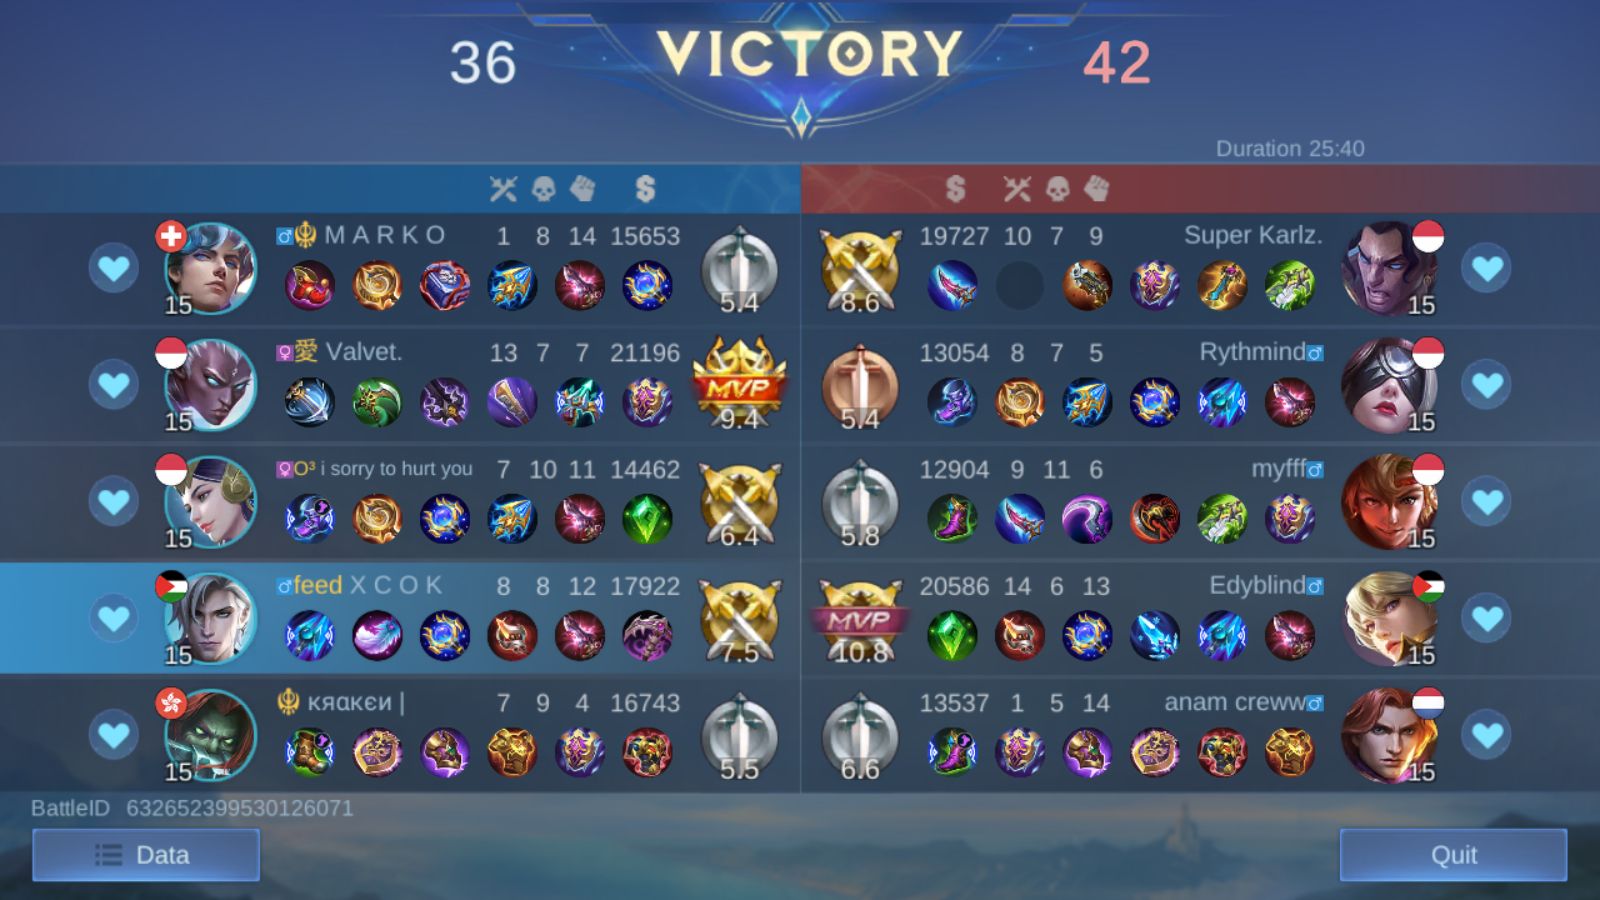 36 VICTORY 42
Duration 25:40
M A R K O 1 8 14 15653 15 5.4
19727 10 7 9 Super Karlz. 8.6 15
愛 Valvet. 13 7 7 21196 15 MVP 9.4
13054 8 7 5 Rythmind 5.4 15
O³ i sorry to hurt you 7 10 11 14462 15 6.4
12904 9 11 6 myfff 5.8 15
feed X C O K 8 8 12 17922 15 7.5
20586 14 6 13 Edyblind MVP 10.8 15
кяαкєи | 7 9 4 16743 15 5.5
13537 1 5 14 anam creww 6.6 15
BattleID 632652399530126071
Data Quit